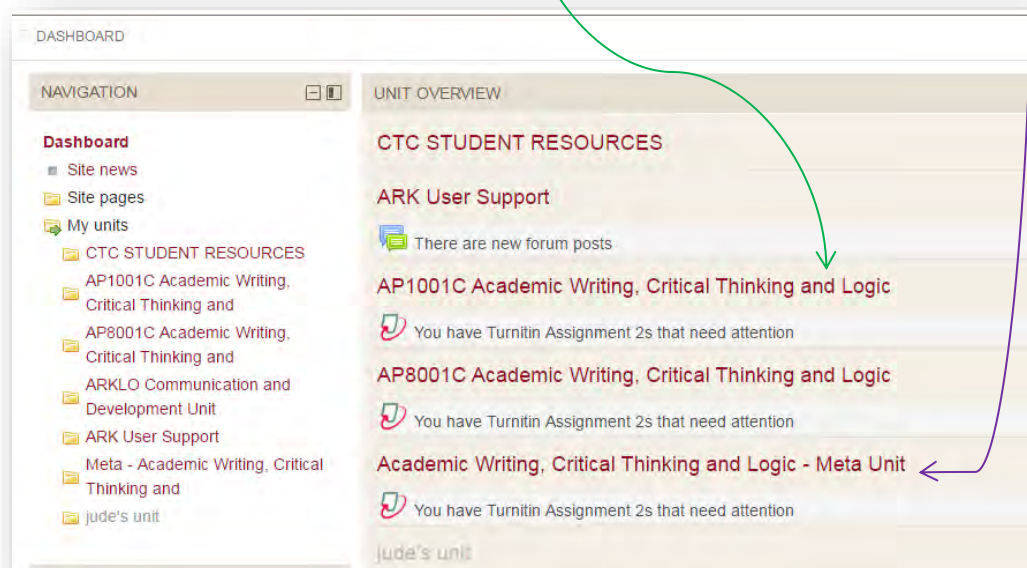 DASHBOARD
NAVIGATION
Dashboard
Site news
Site pages
My units
CTC STUDENT RESOURCES
AP1001C Academic Writing,
Critical Thinking and
AP8001C Academic Writing,
Critical Thinking and
ARKLO Communication and
Development Unit
ARK User Support
Meta - Academic Writing, Critical
Thinking and
jude's unit
UNIT OVERVIEW
CTC STUDENT RESOURCES
ARK User Support
There are new forum posts
AP1001C Academic Writing, Critical Thinking and Logic
You have Turnitin Assignment 2s that need attention
AP8001C Academic Writing, Critical Thinking and Logic
You have Turnitin Assignment 2s that need attention
Academic Writing, Critical Thinking and Logic - Meta Unit
You have Turnitin Assignment 2s that need attention
jude's unit